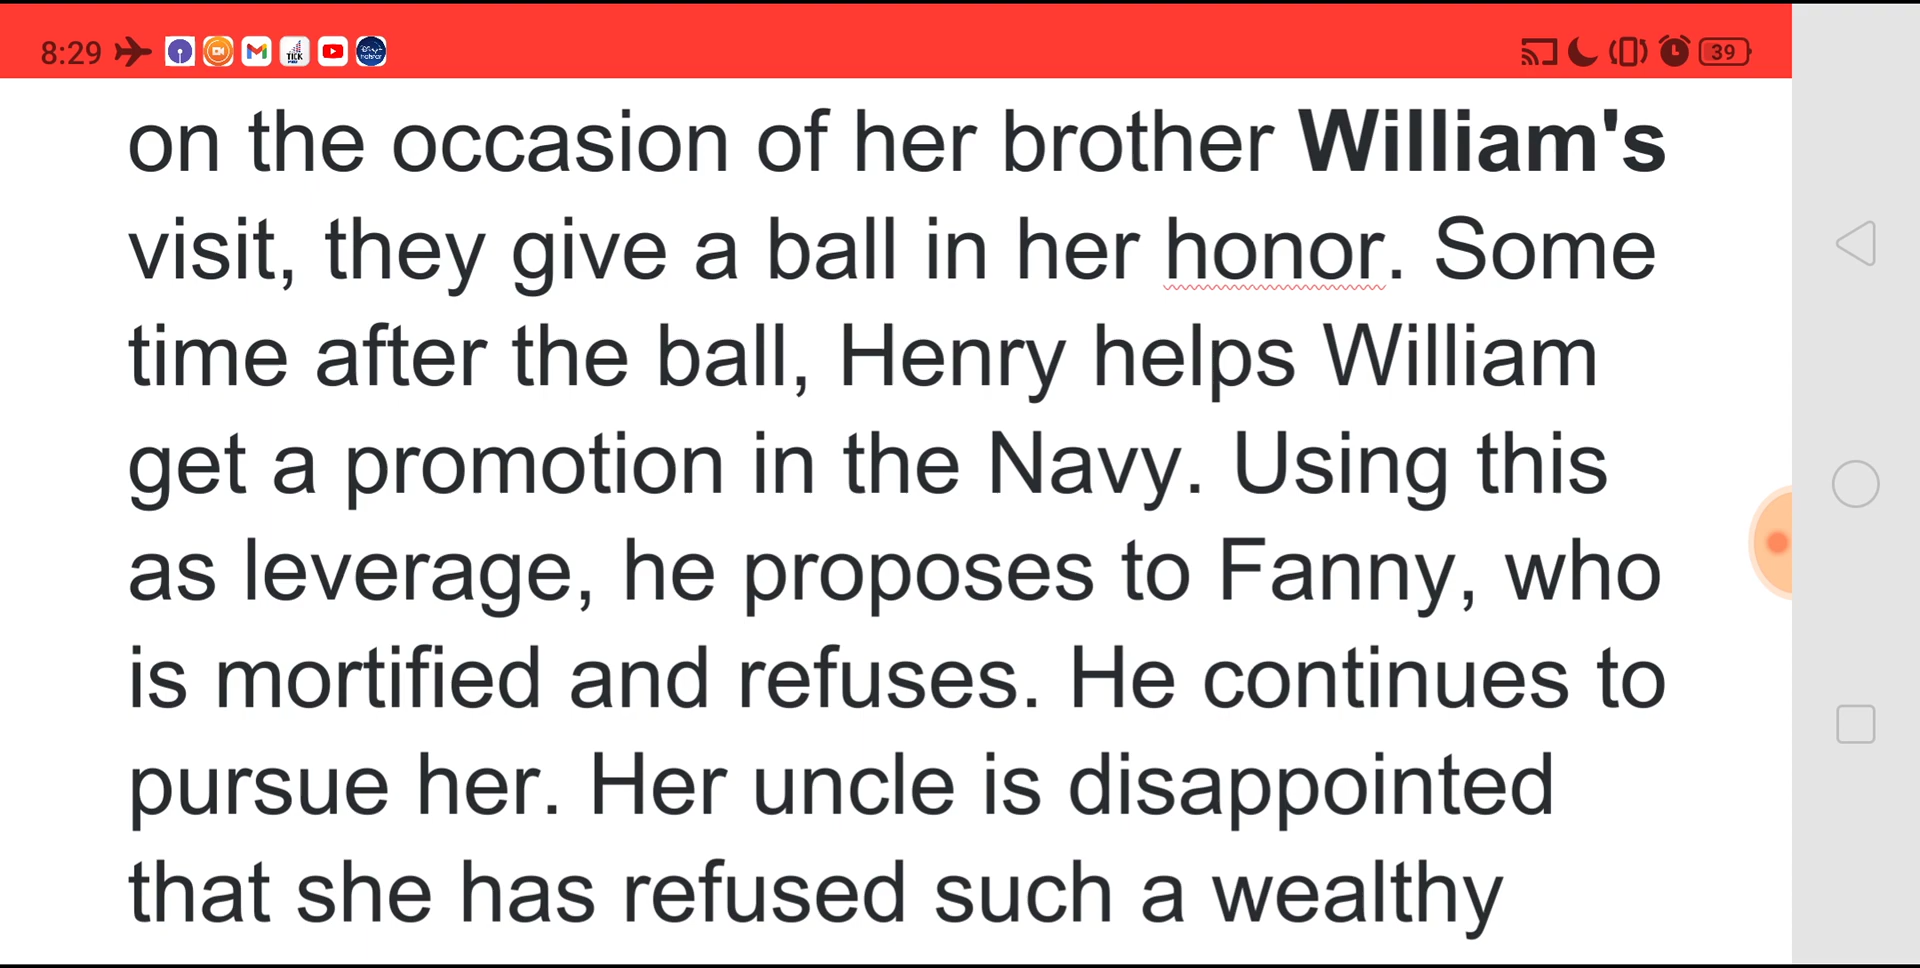 8:29
TICK
hotstar
39
on the occasion of her brother William's
visit, they give a ball in her honor. Some
time after the ball, Henry helps William
get a promotion in the Navy. Using this
as leverage, he proposes to Fanny, who
is mortified and refuses. He continues to
pursue her. Her uncle is disappointed
that she has refused such a wealthy